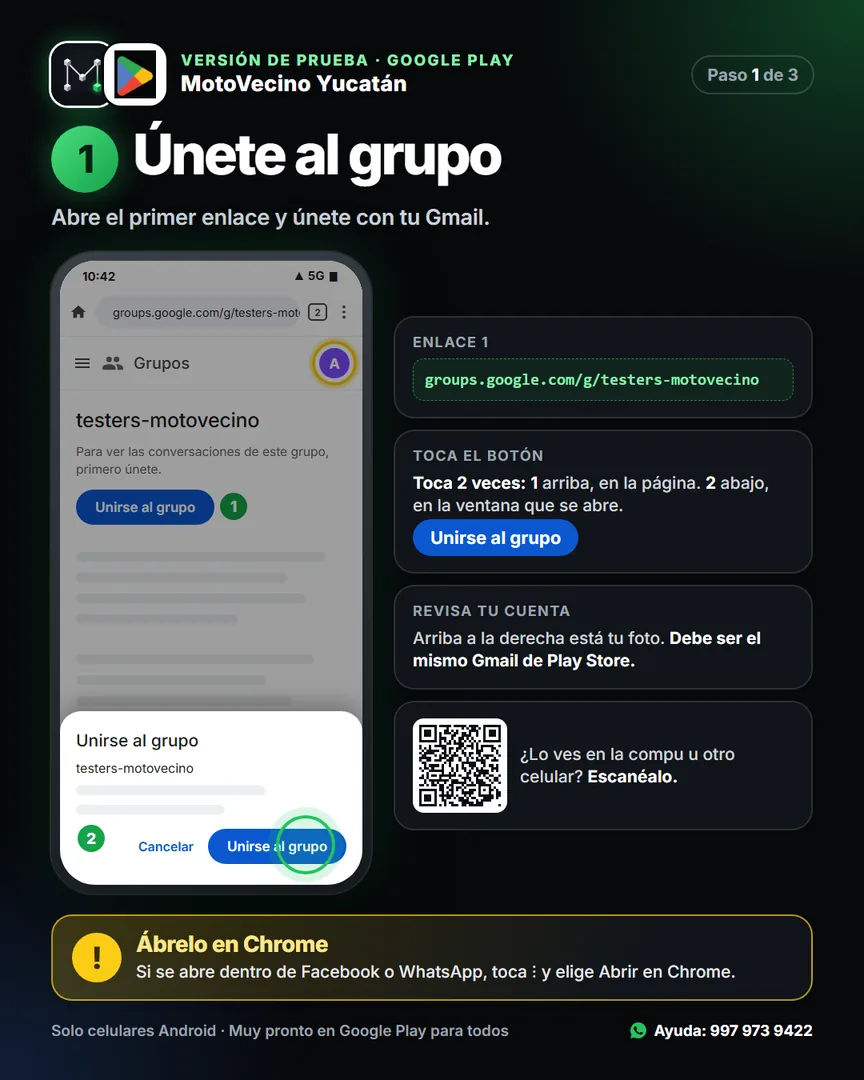 VERSIÓN DE PRUEBA · GOOGLE PLAY
MotoVecino Yucatán
Paso 1 de 3
1
Únete al grupo
Abre el primer enlace y únete con tu Gmail.
10:42
5G
groups.google.com/g/testers-mot
2
Grupos
A
testers-motovecino
Para ver las conversaciones de este grupo,
primero únete.
Unirse al grupo
1
Unirse al grupo
testers-motovecino
2
Cancelar
Unirse al grupo
ENLACE 1
groups.google.com/g/testers-motovecino
TOCA EL BOTÓN
Toca 2 veces: 1 arriba, en la página. 2 abajo,
en la ventana que se abre.
Unirse al grupo
REVISA TU CUENTA
Arriba a la derecha está tu foto. Debe ser el
mismo Gmail de Play Store.
¿Lo ves en la compu u otro
celular? Escanéalo.
!
Ábrelo en Chrome
Si se abre dentro de Facebook o WhatsApp, toca ⋮ y elige Abrir en Chrome.
Solo celulares Android · Muy pronto en Google Play para todos
Ayuda: 997 973 9422